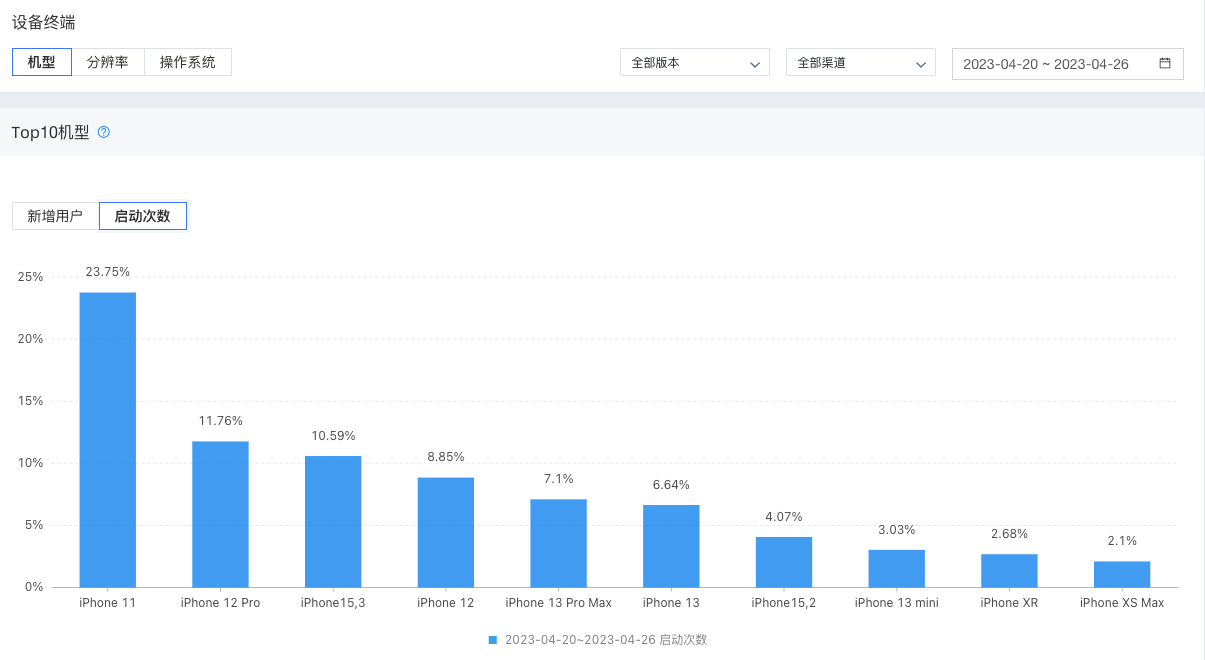 设备终端
机型 分辨率 操作系统 全部版本 全部渠道 2023-04-20 ~ 2023-04-26
Top10机型
新增用户 启动次数
25%
20%
15%
10%
5%
0%
23.75% 11.76% 10.59% 8.85% 7.1% 6.64% 4.07% 3.03% 2.68% 2.1%
iPhone 11 iPhone 12 Pro iPhone15,3 iPhone 12 iPhone 13 Pro Max iPhone 13 iPhone15,2 iPhone 13 mini iPhone XR iPhone XS Max
2023-04-20~2023-04-26 启动次数